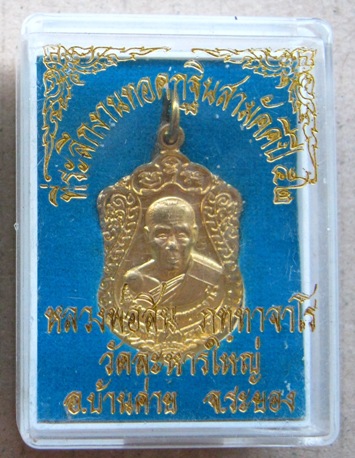 ที่ระลึกงานทอดกฐินสามัคคีปี ๕๒
หลวงพ่อสิน ภทฺทาจาโร
วัดละหารใหญ่
อ.บ้านค่าย จ.ระยอง